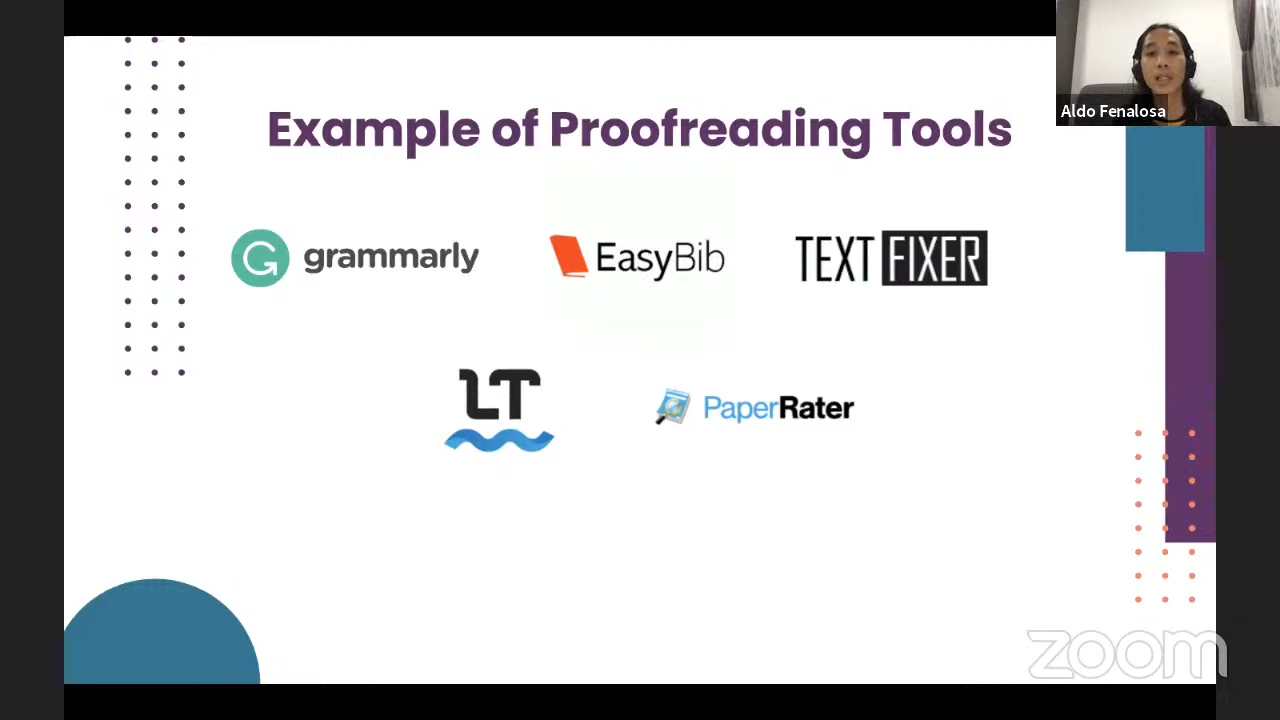 Aldo Fenalosa
Example of Proofreading Tools
G grammarly
EasyBib
TEXT FIXER
LT
PaperRater
zoom